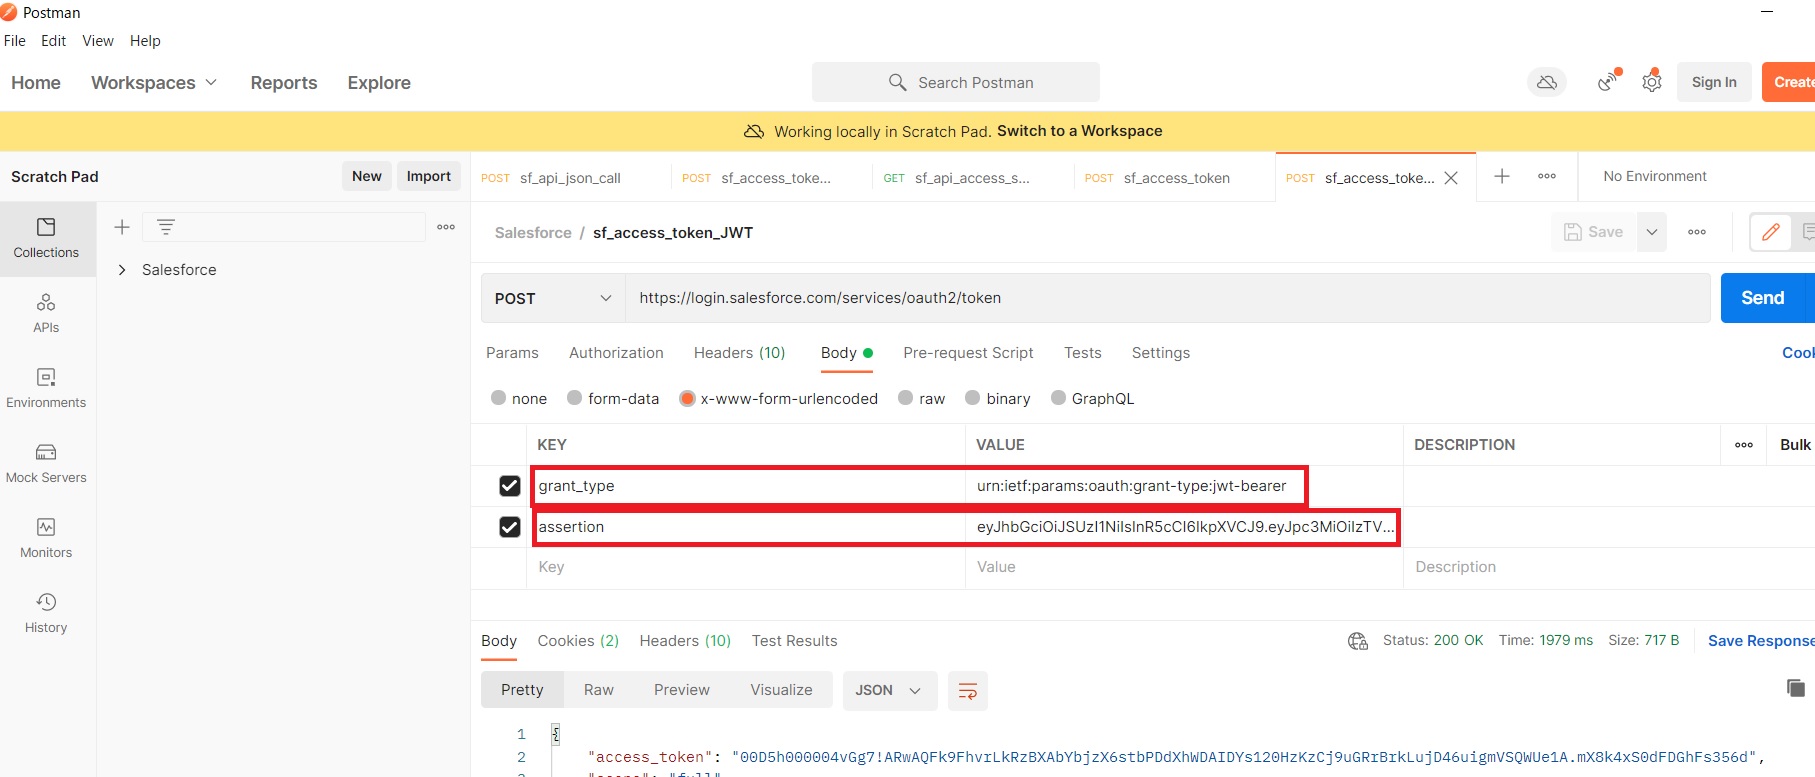 Postman
File Edit View Help
Home Workspaces Reports Explore Search Postman Sign In Create
Working locally in Scratch Pad. Switch to a Workspace
Scratch Pad New Import
POST sf_api_json_call POST sf_access_toke... GET sf_api_access_s... POST sf_access_token POST sf_access_toke... No Environment
Collections
Salesforce
APIs
Environments
Mock Servers
Monitors
History
Salesforce / sf_access_token_JWT Save
POST https://login.salesforce.com/services/oauth2/token Send
Params Authorization Headers (10) Body Pre-request Script Tests Settings Cook
none form-data x-www-form-urlencoded raw binary GraphQL
KEY VALUE DESCRIPTION Bulk
grant_type urn:ietf:params:oauth:grant-type:jwt-bearer
assertion eyJhbGciOiJSUzI1NiIsInR5cCI6IkpXVCJ9.eyJpc3MiOiIzTV...
Key Value Description
Body Cookies (2) Headers (10) Test Results Status: 200 OK Time: 1979 ms Size: 717 B Save Response
Pretty Raw Preview Visualize JSON
1 {
2 "access_token": "00D5h000004vGg7!ARwAQFk9FhvrLkRzBXAbYbjzX6stbPDdXhWDAIDYs120HzKzCj9uGRrBrkLujD46uigmVSQWUe1A.mX8k4xS0dFDGhFs356d",